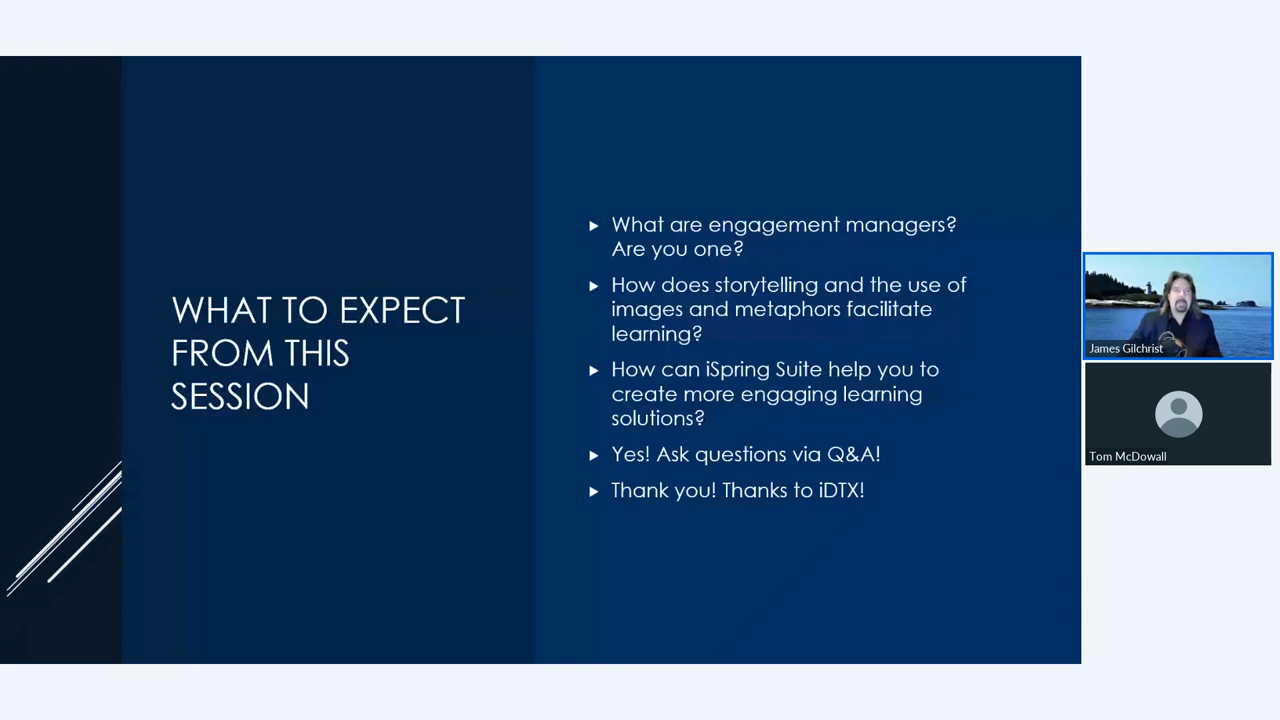 WHAT TO EXPECT
FROM THIS
SESSION
What are engagement managers?
Are you one?
How does storytelling and the use of
images and metaphors facilitate
learning?
How can iSpring Suite help you to
create more engaging learning
solutions?
Yes! Ask questions via Q&A!
Thank you! Thanks to iDTX!
James Gilchrist
Tom McDowall